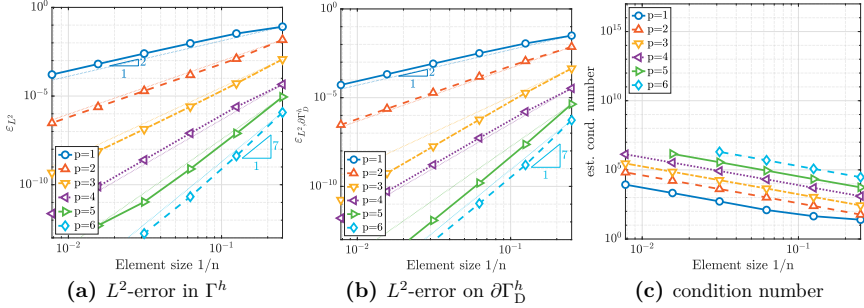 10^0
10^-5
10^-10
ε_{L^2}
2
1
7
1
p=1
p=2
p=3
p=4
p=5
p=6
10^-2
10^-1
Element size 1/n
(a) L^2-error in Γ^h
10^0
10^-5
10^-10
ε_{L^2,∂Γ_D^h}
2
1
7
1
p=1
p=2
p=3
p=4
p=5
p=6
10^-2
10^-1
Element size 1/n
(b) L^2-error on ∂Γ_D^h
10^15
10^10
10^5
10^0
est. cond. number
p=1
p=2
p=3
p=4
p=5
p=6
10^-2
10^-1
Element size 1/n
(c) condition number